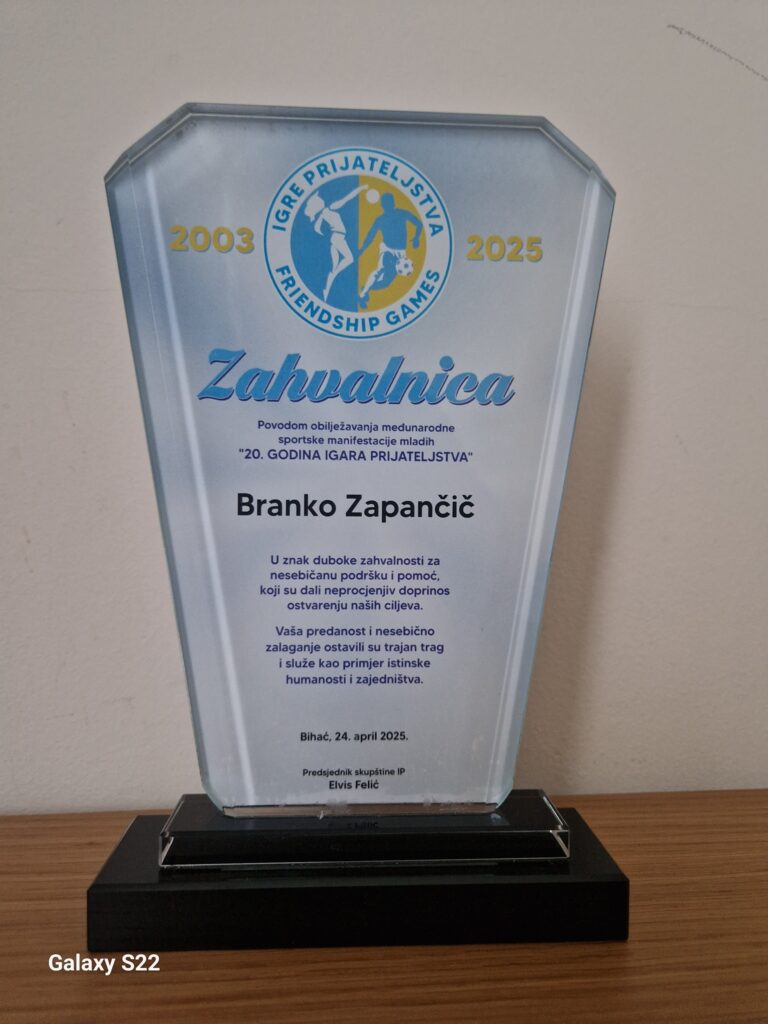 IGRE PRIJATELJSTVA
2003
2025
FRIENDSHIP GAMES
Zahvalnica
Povodom obilježavanja međunarodne
sportske manifestacije mladih
"20. GODINA IGARA PRIJATELJSTVA"
Branko Zapančič
U znak duboke zahvalnosti za
nesebičanu podršku i pomoć,
koji su dali neprocjenjiv doprinos
ostvarenju naših ciljeva.
Vaša predanost i nesebično
zalaganje ostavili su trajan trag
i služe kao primjer istinske
humanosti i zajedništva.
Bihać, 24. april 2025.
Predsjednik skupštine IP
Elvis Felić
Galaxy S22